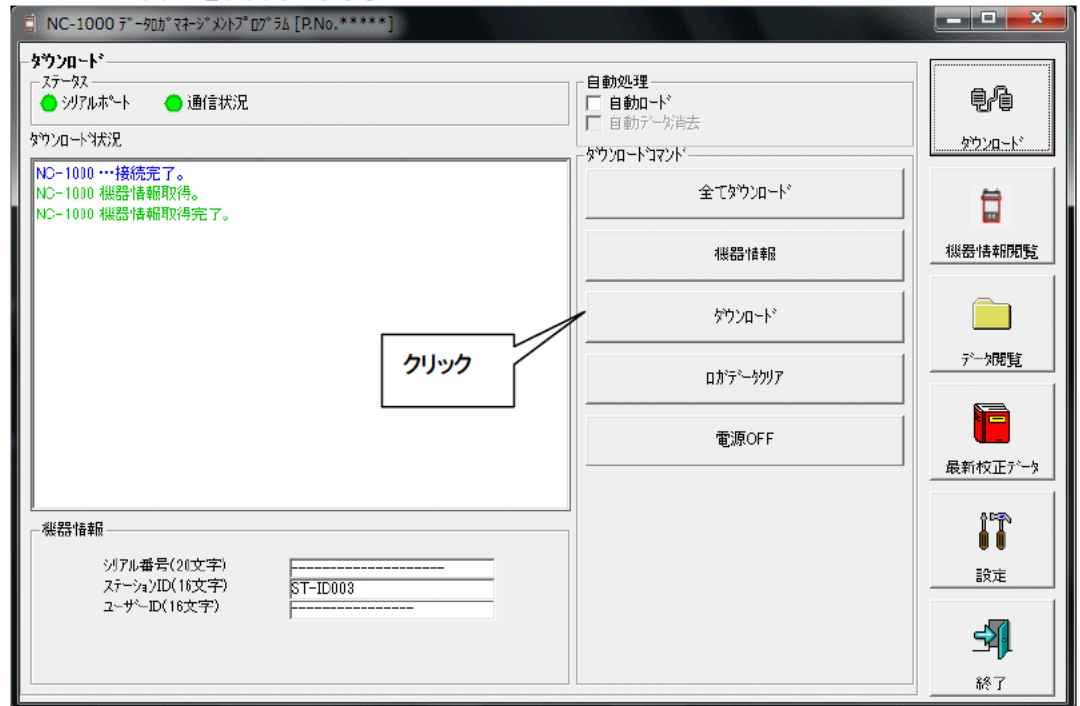 NC-1000 ﾃﾞｰﾀﾛｶﾞﾏﾈｰｼﾞﾒﾝﾄﾌﾟﾛｸﾞﾗﾑ [P.No.*****]
ﾀﾞｳﾝﾛｰﾄﾞ
ｽﾃｰﾀｽ
ｼﾘｱﾙﾎﾟｰﾄ 通信状況
ﾀﾞｳﾝﾛｰﾄﾞ状況
NC-1000 …接続完了。
NC-1000 機器情報取得。
NC-1000 機器情報取得完了。
自動処理
自動ﾛｰﾄﾞ
自動ﾃﾞｰﾀ消去
ﾀﾞｳﾝﾛｰﾄﾞｺﾏﾝﾄﾞ
全てﾀﾞｳﾝﾛｰﾄﾞ
機器情報
ﾀﾞｳﾝﾛｰﾄﾞ
ﾛｶﾞﾃﾞｰﾀｸﾘｱ
電源OFF
クリック
機器情報
ｼﾘｱﾙ番号(20文字) --------------------
ｽﾃｰｼｮﾝID(16文字) ST-ID003
ﾕｰｻﾞｰID(16文字) ----------------
ﾀﾞｳﾝﾛｰﾄﾞ
機器情報閲覧
ﾃﾞｰﾀ閲覧
最新校正ﾃﾞｰﾀ
設定
終了